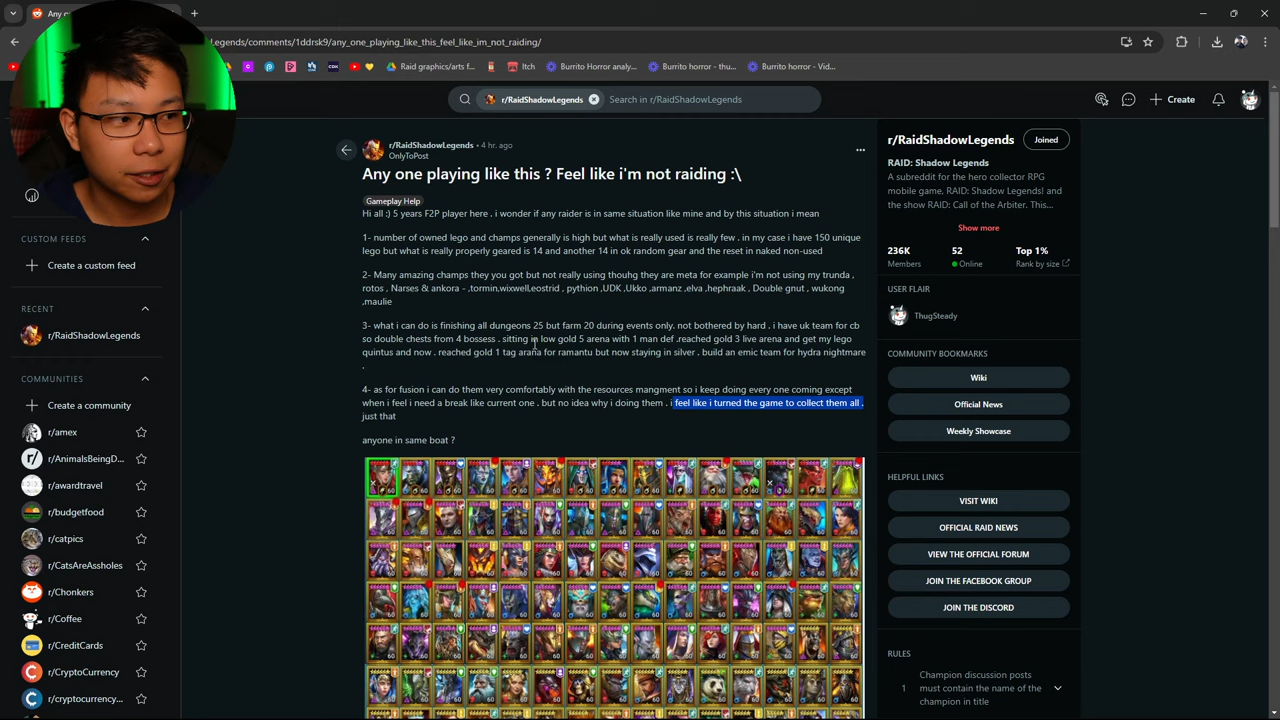 Any on
egends/comments/1ddrsk9/any_one_playing_like_this_feel_like_im_not_raiding/
Raid graphics/arts f...
Itch
Burrito Horror analy...
Burrito horror - thu...
Burrito horror - Vid...
r/RaidShadowLegends
Search in r/RaidShadowLegends
Create
r/RaidShadowLegends • 4 hr. ago
OnlyToPost
Any one playing like this ? Feel like i'm not raiding :\
Gameplay Help
Hi all :) 5 years F2P player here . i wonder if any raider is in same situation like mine and by this situation i mean
1- number of owned lego and champs generally is high but what is really used is really few . in my case i have 150 unique
lego but what is really properly geared is 14 and another 14 in ok random gear and the reset in naked non-used
2- Many amazing champs they you got but not really using thouhg they are meta for example i'm not using my trunda ,
rotos , Narses & ankora - ,tormin,wixwell,eostrid , pythion ,UDK ,Ukko ,armanz ,elva ,hephraak , Double gnut , wukong
,maulie
3- what i can do is finishing all dungeons 25 but farm 20 during events only. not bothered by hard . i have uk team for cb
so double chests from 4 bossess . sitting in low gold 5 arena with 1 man def .reached gold 3 live arena and get my lego
quintus and now . reached gold 1 tag arana for ramantu but now staying in silver . build an emic team for hydra nightmare
.
4- as for fusion i can do them very comfortably with the resources mangment so i keep doing every one coming except
when i feel i need a break like current one . but no idea why i doing them . i feel like i turned the game to collect them all .
just that
anyone in same boat ?
CUSTOM FEEDS
Create a custom feed
RECENT
r/RaidShadowLegends
COMMUNITIES
Create a community
r/amex
r/AnimalsBeingD...
r/awardtravel
r/budgetfood
r/catpics
r/CatsAreAssholes
r/Chonkers
r/Coffee
r/CreditCards
r/CryptoCurrency
r/cryptocurrency...
r/RaidShadowLegends
Joined
RAID: Shadow Legends
A subreddit for the hero collector RPG
mobile game, RAID: Shadow Legends! and
the show RAID: Call of the Arbiter. This...
Show more
236K
52
Top 1%
Members
Online
Rank by size
USER FLAIR
ThugSteady
COMMUNITY BOOKMARKS
Wiki
Official News
Weekly Showcase
HELPFUL LINKS
VISIT WIKI
OFFICIAL RAID NEWS
VIEW THE OFFICIAL FORUM
JOIN THE FACEBOOK GROUP
JOIN THE DISCORD
RULES
1
Champion discussion posts
must contain the name of the
champion in title